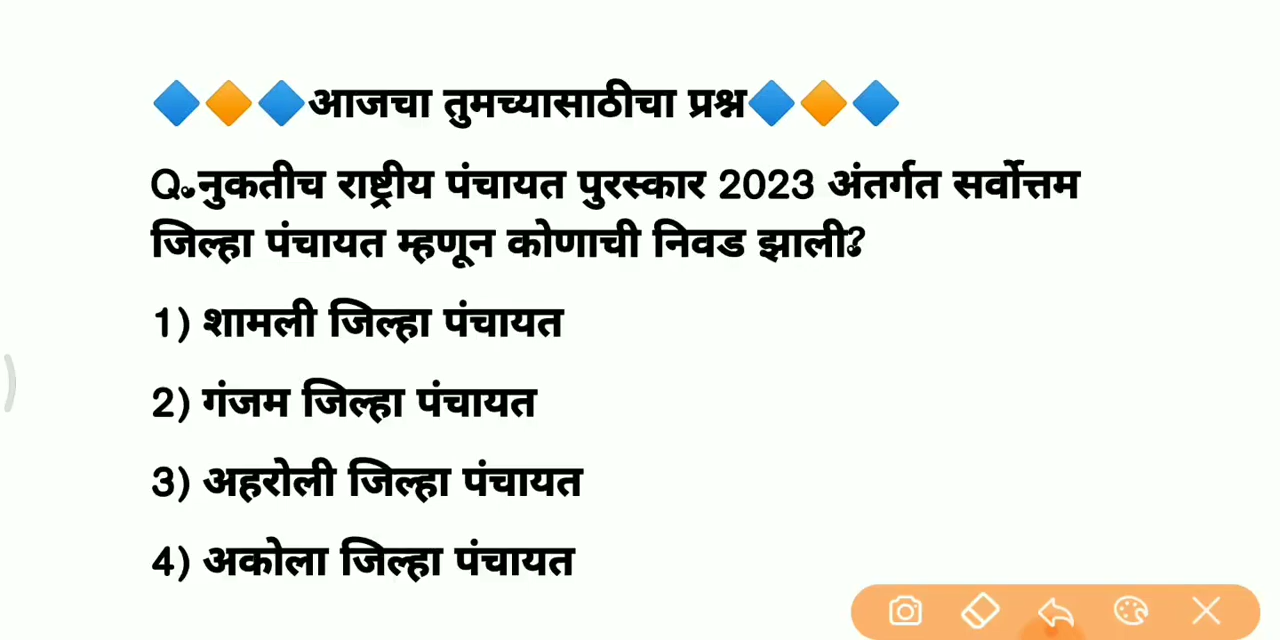 🔷🔶🔷आजचा तुमच्यासाठीचा प्रश्न🔷🔶🔷
Q.नुकतीच राष्ट्रीय पंचायत पुरस्कार 2023 अंतर्गत सर्वोत्तम
जिल्हा पंचायत म्हणून कोणाची निवड झाली?
1) शामली जिल्हा पंचायत
2) गंजम जिल्हा पंचायत
3) अहरोली जिल्हा पंचायत
4) अकोला जिल्हा पंचायत